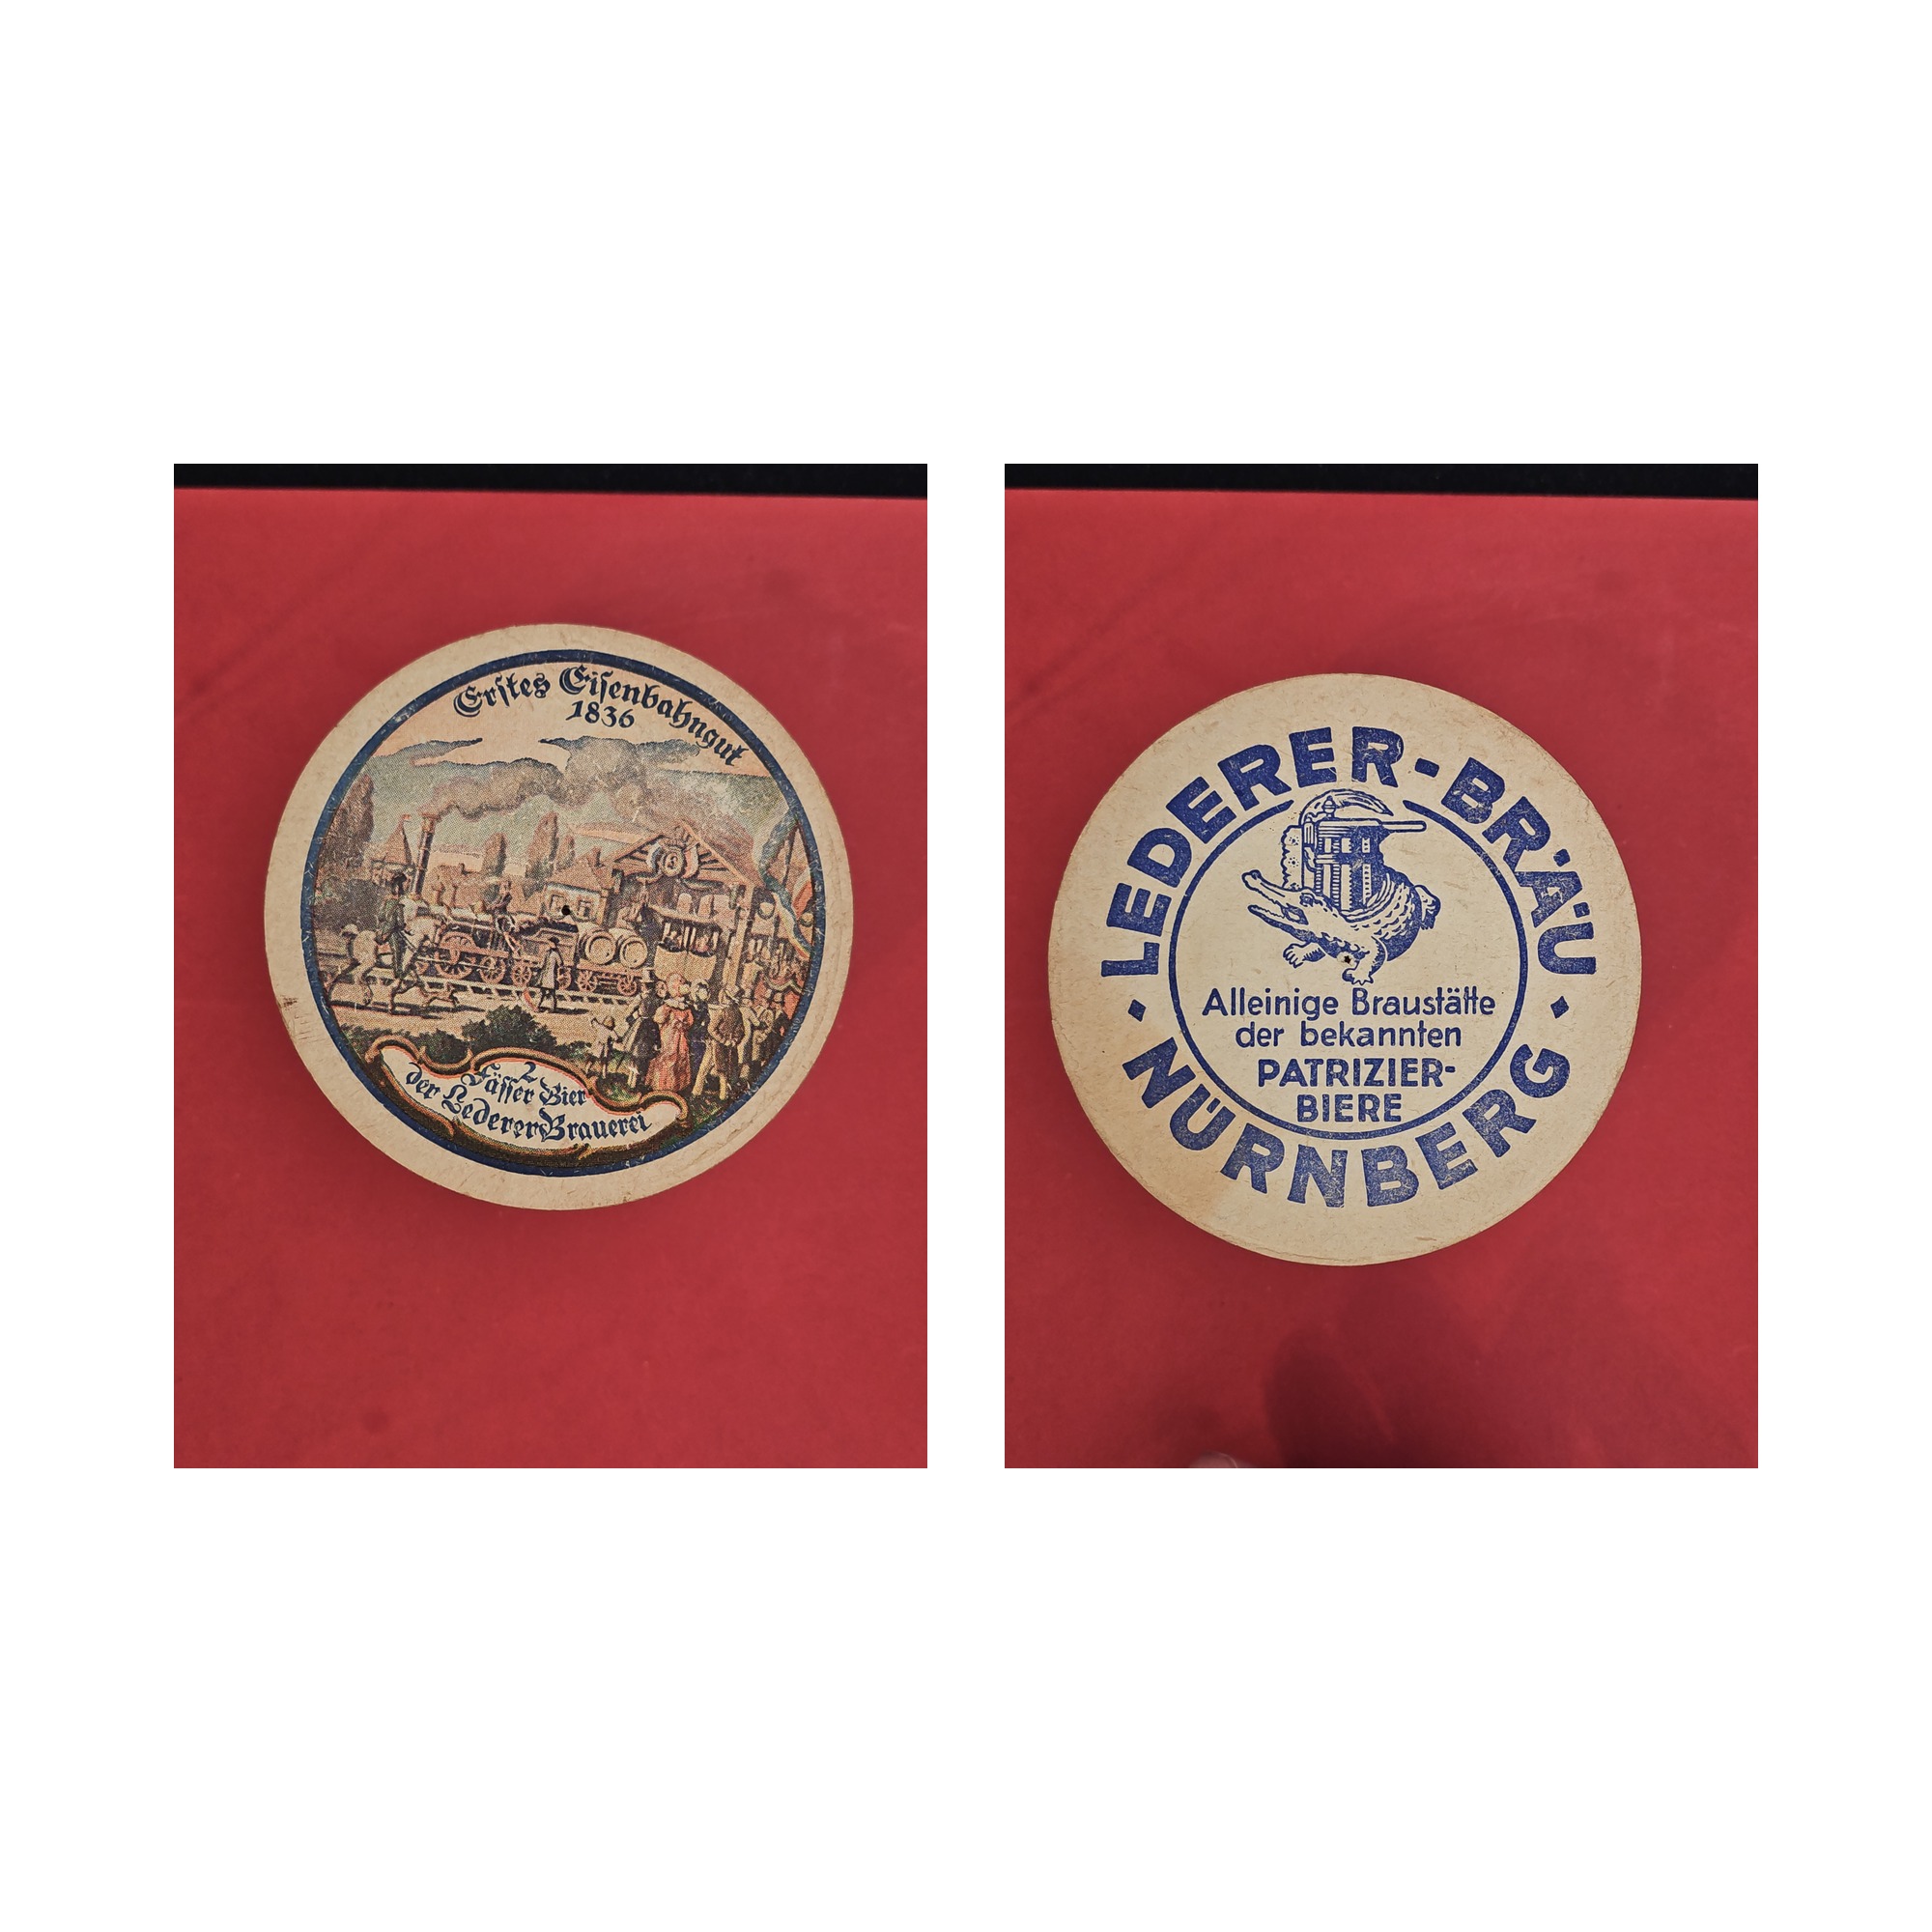 Erstes Eisenbahngut
1836
2
Fässer Bier
der Lederer Brauerei
LEDERER-BRÄU
Alleinige Braustätte
der bekannten
PATRIZIER-
BIERE
NÜRNBERG